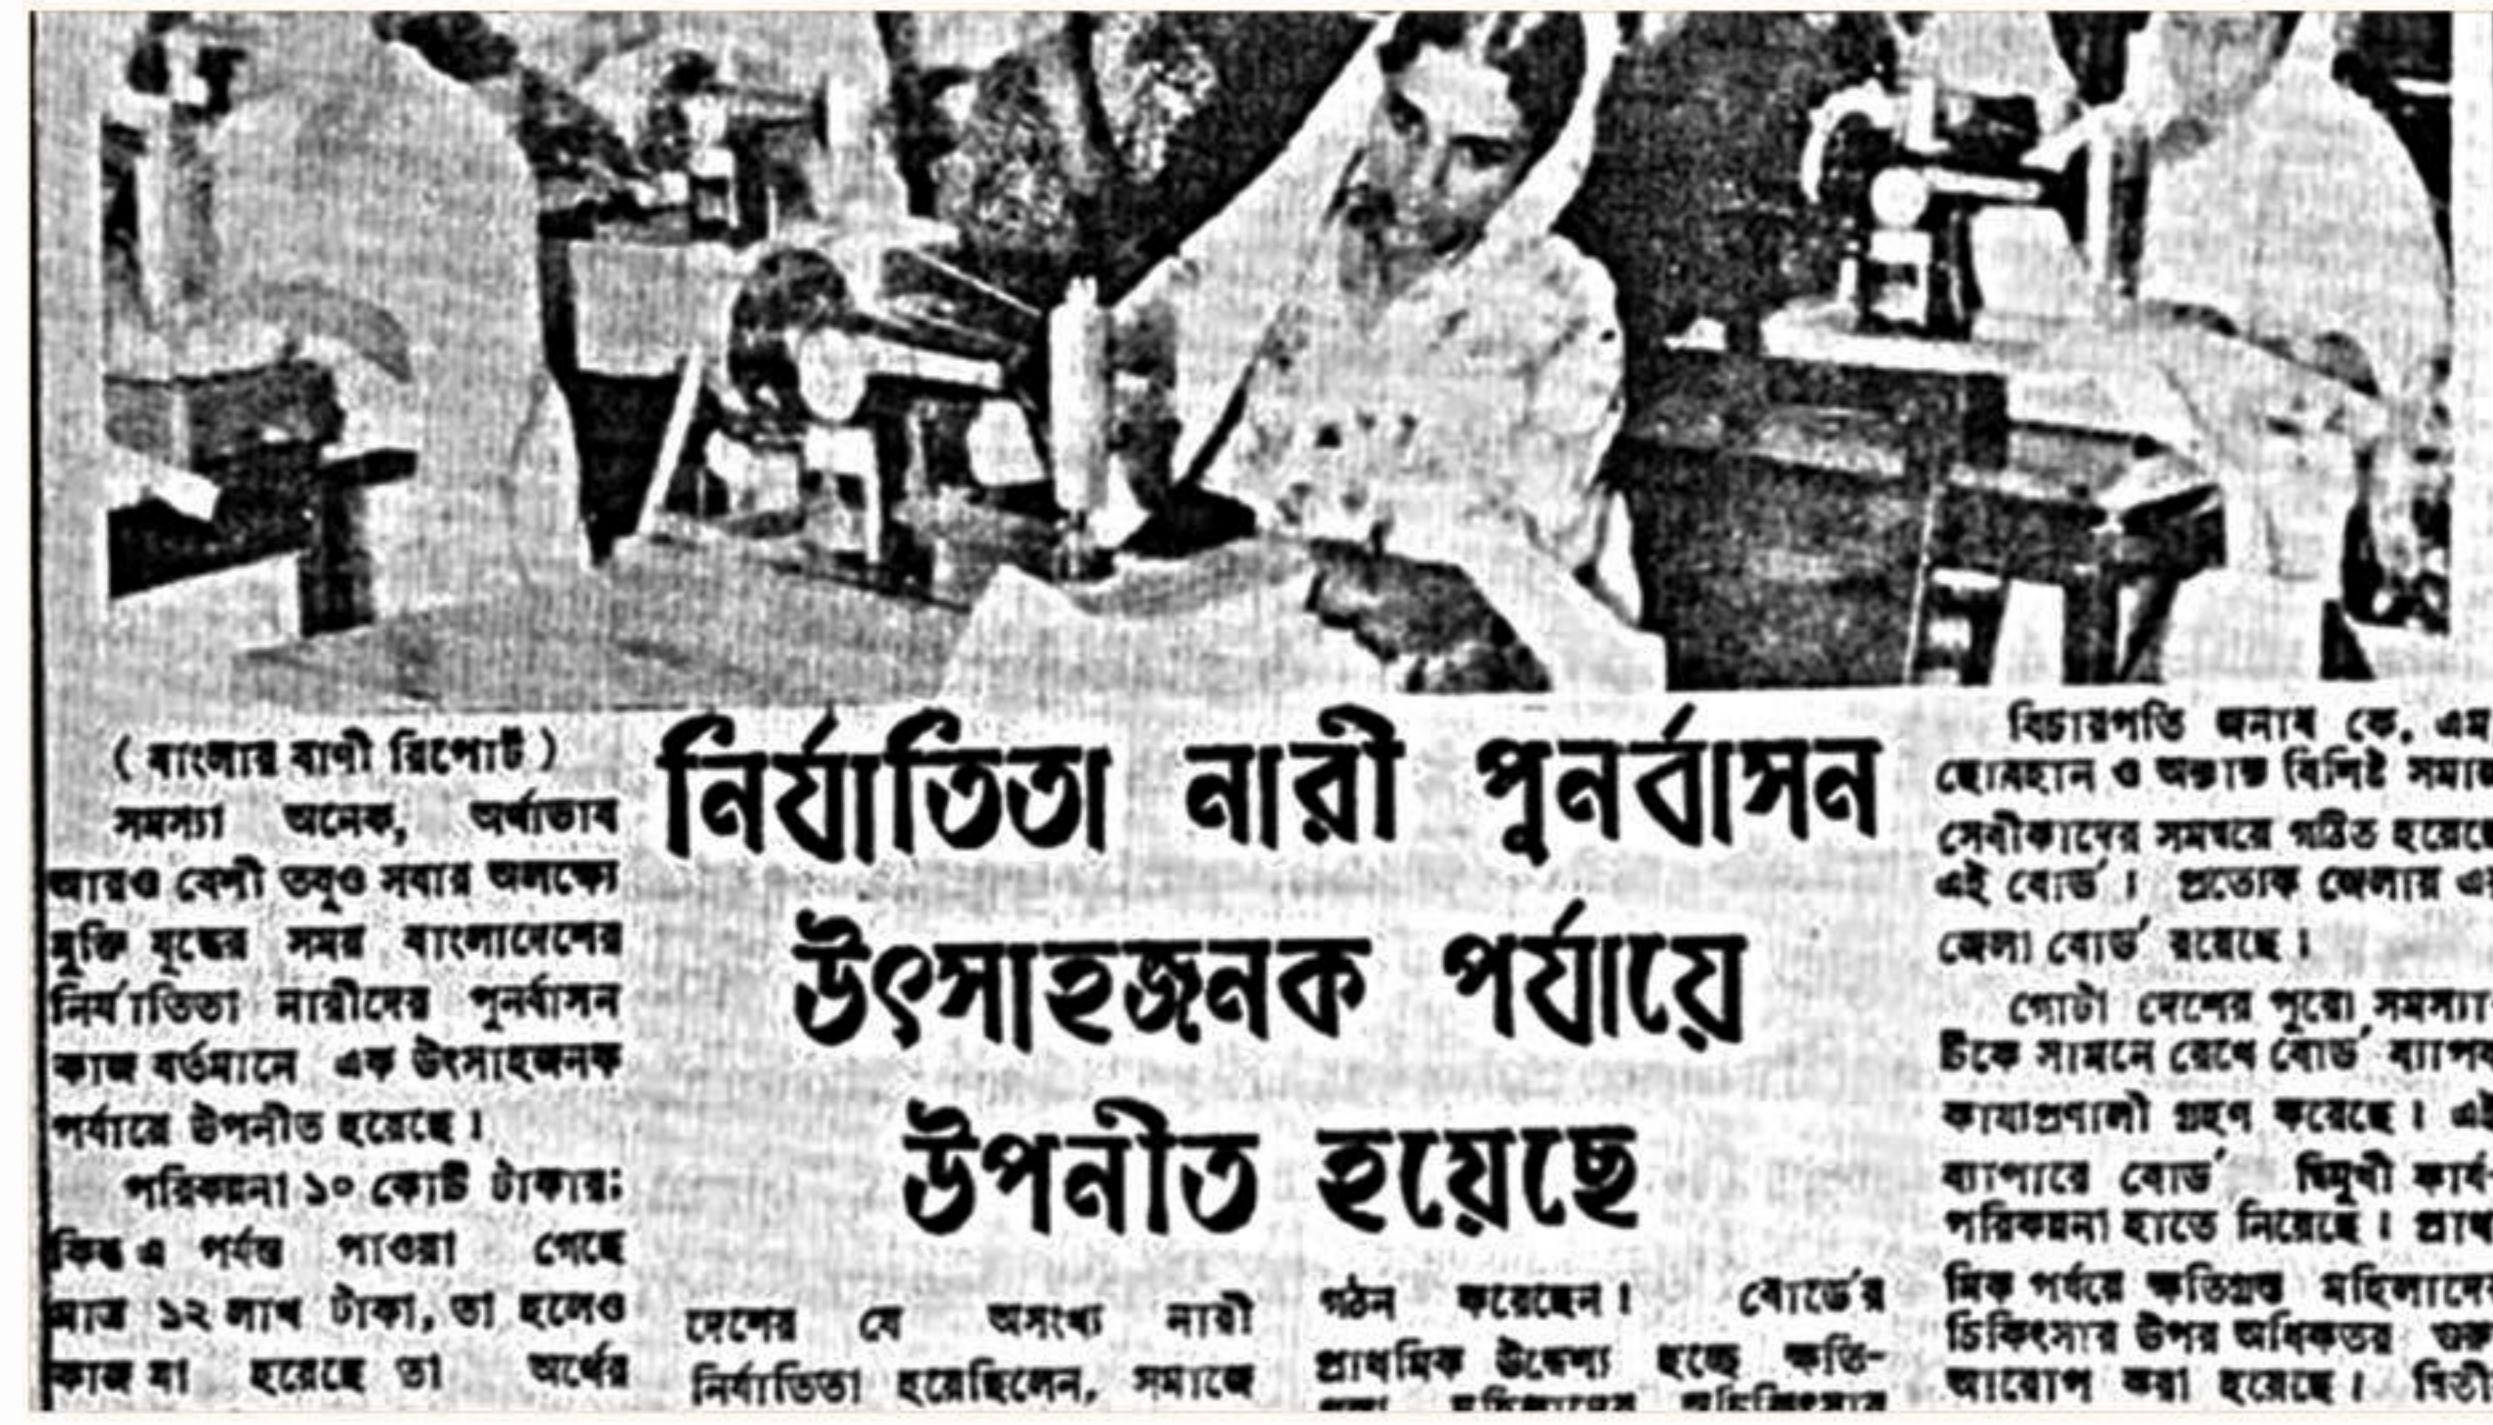 ( বাংলার বাণী রিপোর্ট )
সমস্যা অনেক, অর্থাভাব
আরও বেশী তবুও সবার অলক্ষ্যে
মুক্তি যুদ্ধের সময় বাংলাদেশের
নির্যাতিতা নারীদের পুনর্বাসন
কাজ বর্তমানে এক উৎসাহজনক
পর্যায়ে উপনীত হয়েছে।
পরিকল্পনা ১০ কোটি টাকার;
কিন্তু এ পর্যন্ত পাওয়া গেছে
মাত্র ১২ লাখ টাকা, তা হলেও
কাজ যা হয়েছে তা অর্থের
নির্যাতিতা নারী পুনর্বাসন
উৎসাহজনক পর্যায়ে
উপনীত হয়েছে
দেশের যে অসংখ্য নারী
নির্যাতিতা হয়েছিলেন, সমাজে
গঠন করেছেন। বোর্ডের
প্রাথমিক উদ্দেশ্য হচ্ছে ক্ষতি-
বিচারপতি জনাব কে, এম
ছোবহান ও অন্যান্য বিশিষ্ট সমাজ
সেবীকাদের সমন্বয়ে গঠিত হয়েছে
এই বোর্ড। প্রত্যেক জেলায়
জেলা বোর্ড রয়েছে।
গোটা দেশের পুরো সমস্যা-
টিকে সামনে রেখে বোর্ড ব্যাপক
কার্যপ্রণালী গ্রহণ করেছে। এই
ব্যাপারে বোর্ড দ্বিমুখী কার্য-
পরিকল্পনা হাতে নিয়েছে। প্রাথ
মিক পর্যয়ে ক্ষতিগ্রস্ত মহিলাদের
চিকিৎসার উপর অধিকতর
আরোপ করা হয়েছে।